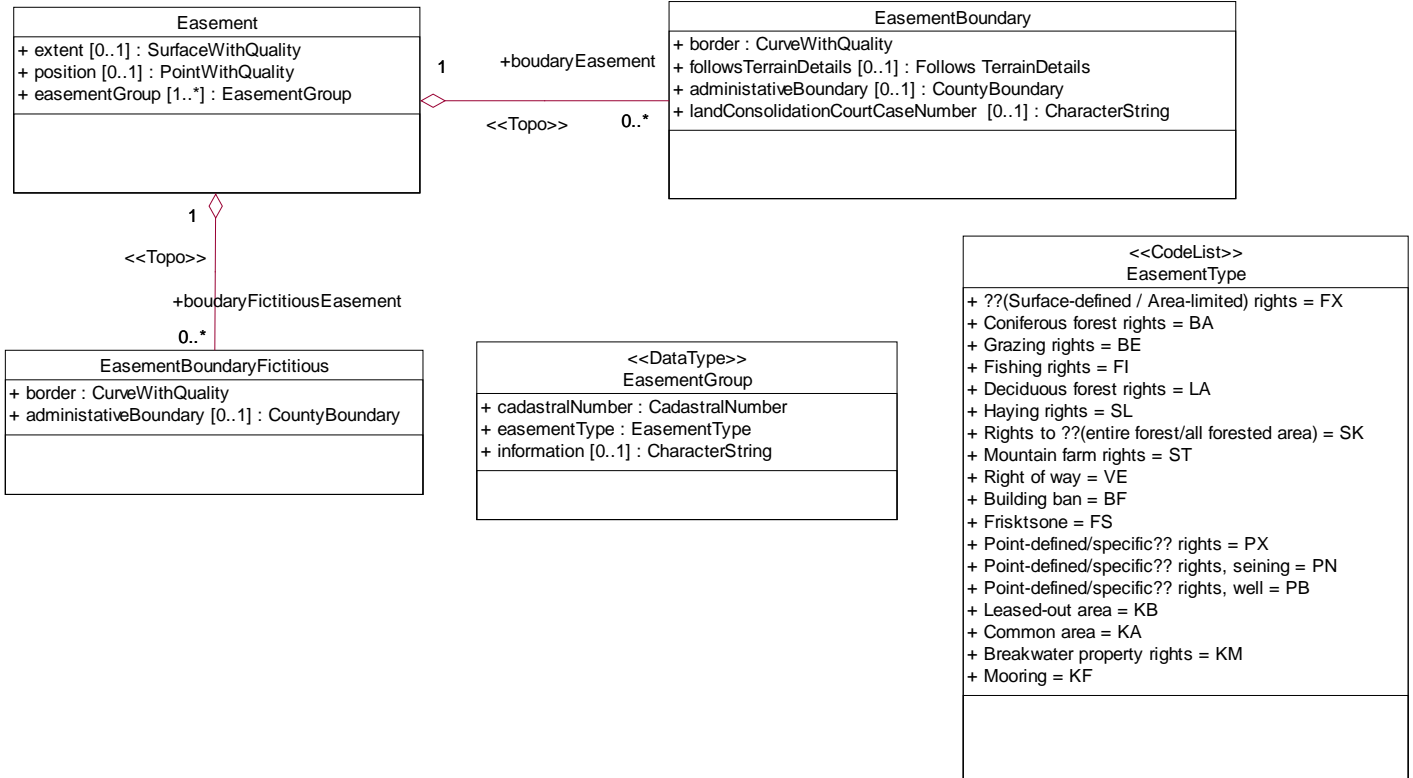 Easement
+ extent [0..1] : SurfaceWithQuality
+ position [0..1] : PointWithQuality
+ easementGroup [1..*] : EasementGroup
1
+boudaryEasement
<<Topo>>
0..*
EasementBoundary
+ border : CurveWithQuality
+ followsTerrainDetails [0..1] : Follows TerrainDetails
+ administativeBoundary [0..1] : CountyBoundary
+ landConsolidationCourtCaseNumber [0..1] : CharacterString
1
<<Topo>>
+boudaryFictitiousEasement
0..*
EasementBoundaryFictitious
+ border : CurveWithQuality
+ administativeBoundary [0..1] : CountyBoundary
<<DataType>>
EasementGroup
+ cadastralNumber : CadastralNumber
+ easementType : EasementType
+ information [0..1] : CharacterString
<<CodeList>>
EasementType
+ ??(Surface-defined / Area-limited) rights = FX
+ Coniferous forest rights = BA
+ Grazing rights = BE
+ Fishing rights = FI
+ Deciduous forest rights = LA
+ Haying rights = SL
+ Rights to ??(entire forest/all forested area) = SK
+ Mountain farm rights = ST
+ Right of way = VE
+ Building ban = BF
+ Frisktsone = FS
+ Point-defined/specific?? rights = PX
+ Point-defined/specific?? rights, seining = PN
+ Point-defined/specific?? rights, well = PB
+ Leased-out area = KB
+ Common area = KA
+ Breakwater property rights = KM
+ Mooring = KF